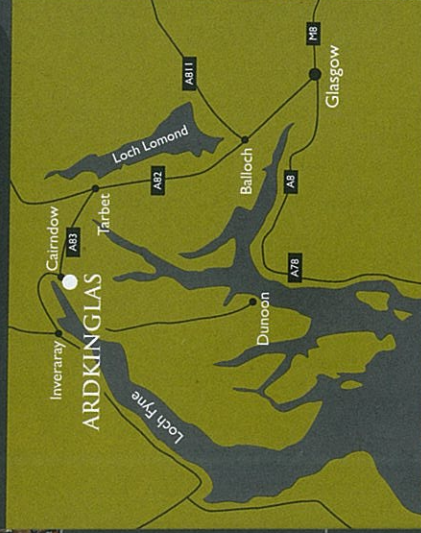 M8
A811
Glasgow
Loch Lomond
Balloch
A82
A8
Cairndow
Tarbet
A83
A78
ARDKINGLAS
Inveraray
Dunoon
Loch Fyne